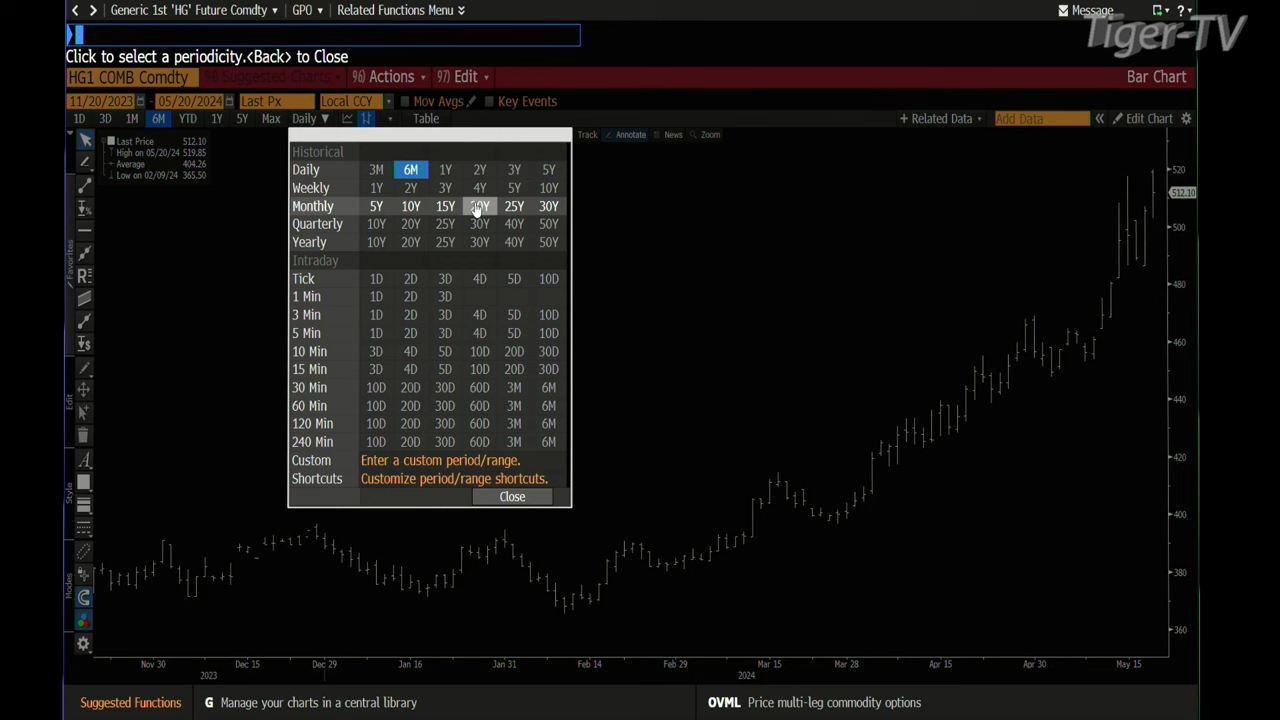 Generic 1st 'HG' Future Comdty GPO Related Functions Menu Message ?
Tiger-TV
Click to select a periodicity.<Back> to Close
HG1 COMB Comdty 96) Actions 97) Edit Bar Chart
11/20/2023 - 05/20/2024 Last Px Local CCY Mov Avgs Key Events
1D 3D 1M 6M YTD 1Y 5Y Max Daily ▼ Table + Related Data Add Data « Edit Chart
Track Annotate News Zoom
Last Price 512.10
High on 05/20/24 519.85
Average 404.26
Low on 02/09/24 365.50
Historical
Daily 3M 6M 1Y 2Y 3Y 5Y
Weekly 1Y 2Y 3Y 4Y 5Y 10Y
Monthly 5Y 10Y 15Y 20Y 25Y 30Y
Quarterly 10Y 20Y 25Y 30Y 40Y 50Y
Yearly 10Y 20Y 25Y 30Y 40Y 50Y
Intraday
Tick 1D 2D 3D 4D 5D 10D
1 Min 1D 2D 3D
3 Min 1D 2D 3D 4D 5D 10D
5 Min 1D 2D 3D 4D 5D 10D
10 Min 3D 4D 5D 10D 20D 30D
15 Min 3D 4D 5D 10D 20D 30D
30 Min 10D 20D 30D 60D 3M 6M
60 Min 10D 20D 30D 60D 3M 6M
120 Min 10D 20D 30D 60D 3M 6M
240 Min 10D 20D 30D 60D 3M 6M
Custom Enter a custom period/range.
Shortcuts Customize period/range shortcuts.
Close
Favorites
Edit
Style
Modes
520
512.10
500
480
460
440
420
400
380
360
Nov 30 Dec 15 Dec 29 Jan 16 Jan 31 Feb 14 Feb 29 Mar 15 Mar 28 Apr 15 Apr 30 May 15
2023 2024
Suggested Functions G Manage your charts in a central library OVML Price multi-leg commodity options